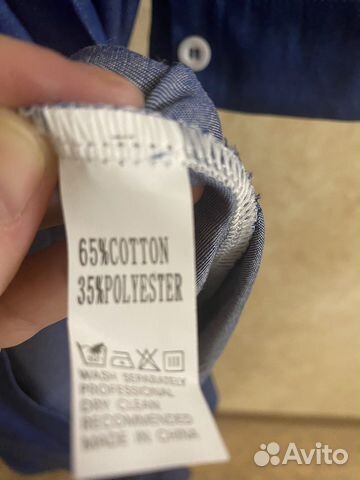 65%COTTON
35%POLYESTER
WASH SEPARATELY
PROFESSIONAL
DRY CLEAN
RECOMMENDED
MADE IN CHINA
Avito